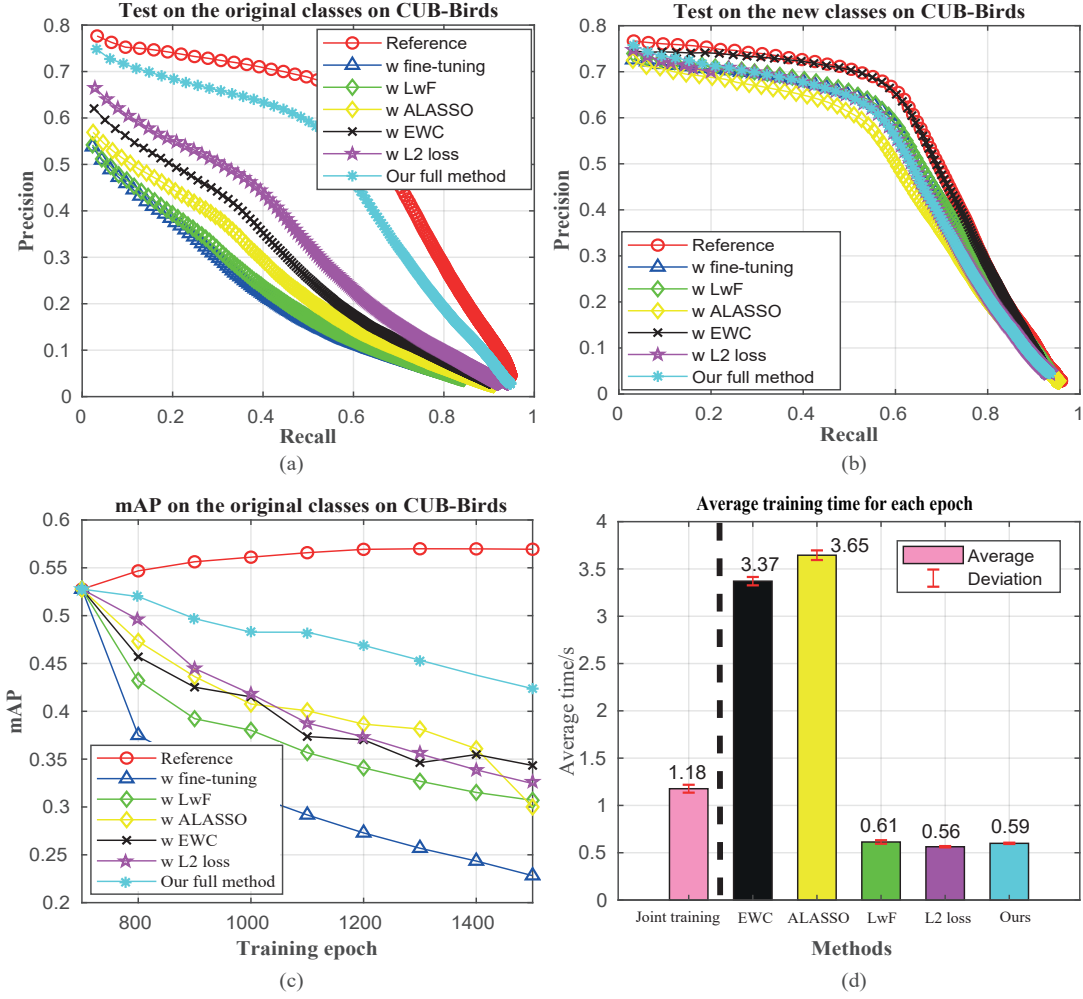 Test on the original classes on CUB-Birds
0.8
0.7
0.6
0.5
0.4
0.3
0.2
0.1
0
Precision
0
0.2
0.4
0.6
0.8
1
Recall
Reference
w fine-tuning
w LwF
w ALASSO
w EWC
w L2 loss
Our full method
(a)
Test on the new classes on CUB-Birds
0.8
0.7
0.6
0.5
0.4
0.3
0.2
0.1
0
Precision
0
0.2
0.4
0.6
0.8
1
Recall
Reference
w fine-tuning
w LwF
w ALASSO
w EWC
w L2 loss
Our full method
(b)
mAP on the original classes on CUB-Birds
0.6
0.55
0.5
0.45
0.4
0.35
0.3
0.25
0.2
mAP
800
1000
1200
1400
Training epoch
Reference
w fine-tuning
w LwF
w ALASSO
w EWC
w L2 loss
Our full method
(c)
Average training time for each epoch
4
3.5
3
2.5
2
1.5
1
0.5
0
Average time/s
1.18
3.37
3.65
0.61
0.56
0.59
Average
Deviation
Joint training
EWC
ALASSO
LwF
L2 loss
Ours
Methods
(d)